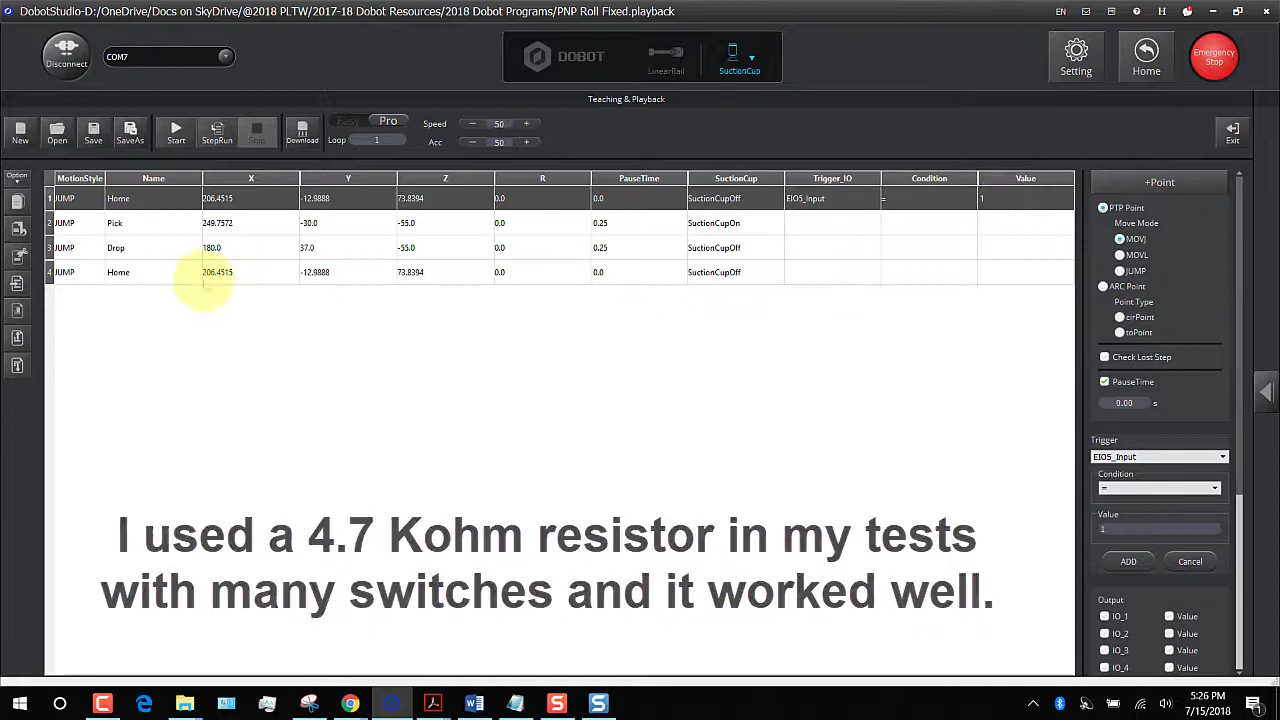 DobotStudio-D:/OneDrive/Docs on SkyDrive/@2018 PLTW/2017-18 Dobot Resources/2018 Dobot Programs/PNP Roll Fixed.playback
EN
H
Disconnect
COM7
DOBOT
LinearRail
SuctionCup
Setting
Home
Emergency
Stop
Teaching & Playback
New
Open
Save
SaveAs
Start
StepRun
Stop
Download
Easy
Pro
Loop
1
Speed
50
Acc
50
Exit
Option
MotionStyle Name X Y Z R PauseTime SuctionCup Trigger_IO Condition Value
1 JUMP Home 206.4515 -12.9888 73.8394 0.0 0.0 SuctionCupOff EIO5_Input = 1
2 JUMP Pick 249.7572 -30.0 -55.0 0.0 0.25 SuctionCupOn
3 JUMP Drop 180.0 37.0 -55.0 0.0 0.25 SuctionCupOff
4 JUMP Home 206.4515 -12.9888 73.8394 0.0 0.0 SuctionCupOff
+Point
PTP Point
Move Mode
MOVJ
MOVL
JUMP
ARC Point
Point Type
cirPoint
toPoint
Check Lost Step
PauseTime
0.00 s
Trigger
EIO5_Input
Condition
=
Value
1
ADD Cancel
Output
IO_1 Value
IO_2 Value
IO_3 Value
IO_4 Value
I used a 4.7 Kohm resistor in my tests
with many switches and it worked well.
5:26 PM
7/15/2018